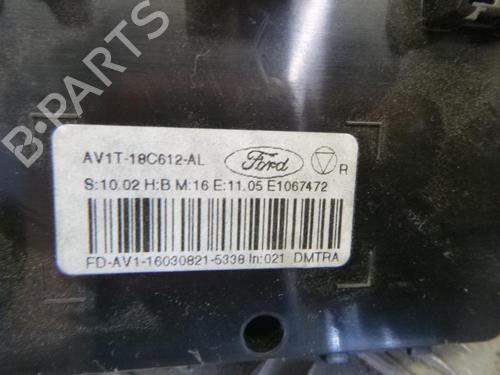 B-PARTS
AV1T-18C612-AL Ford R
S:10.02 H:B M:16 E:11.05 E1067472
FD-AV1-16030821-5338 In:021 DMTRA